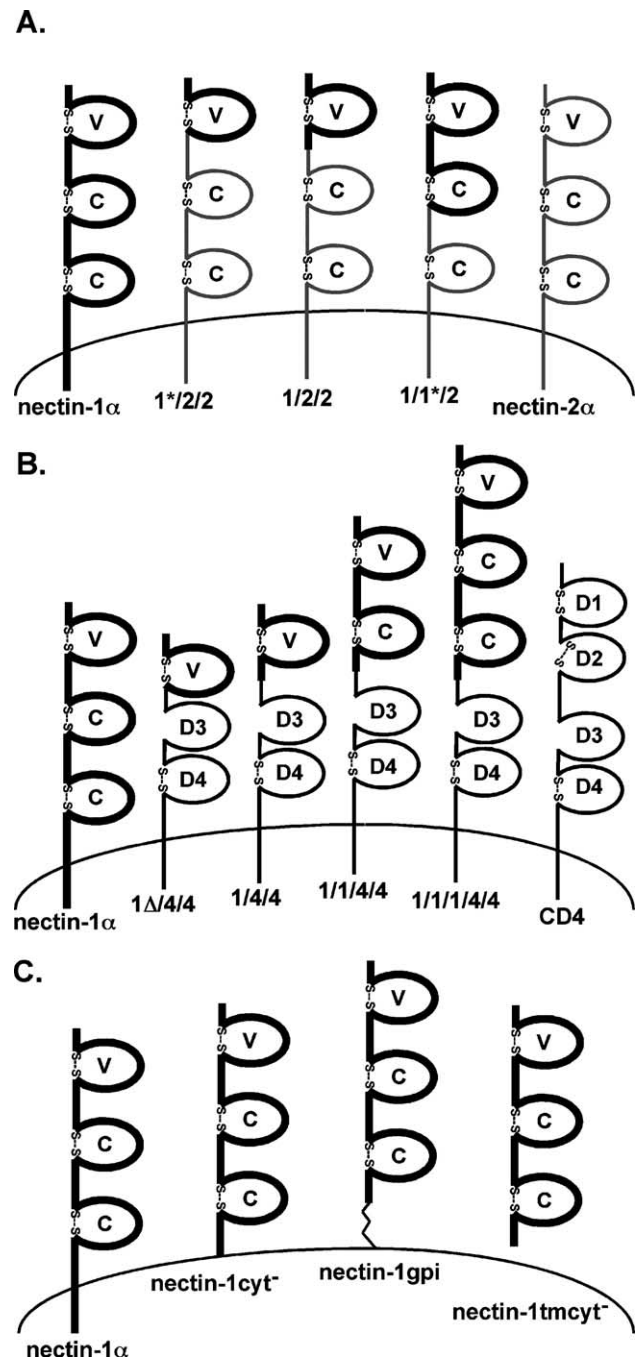 A.
V V V V V
S--S S--S S--S S--S S--S
C C C C C
S--S S--S S--S S--S S--S
C C C C C
S--S S--S S--S S--S S--S
nectin-1α 1*/2/2 1/2/2 1/1*/2 nectin-2α
B.
V
S--S
V C
S--S S--S
V V V C C D1
S--S S--S S--S S--S S--S S--S
D2
S--S
C D3 D3 D3 D3 D3
S--S
C D4 D4 D4 D4 D4
S--S S--S S--S S--S S--S S--S
nectin-1α 1Δ/4/4 1/4/4 1/1/4/4 1/1/1/4/4 CD4
C.
V V V V
S--S S--S S--S S--S
C C C C
S--S S--S S--S S--S
C C C C
S--S S--S S--S S--S
nectin-1α nectin-1cyt⁻ nectin-1gpi nectin-1tmcyt⁻